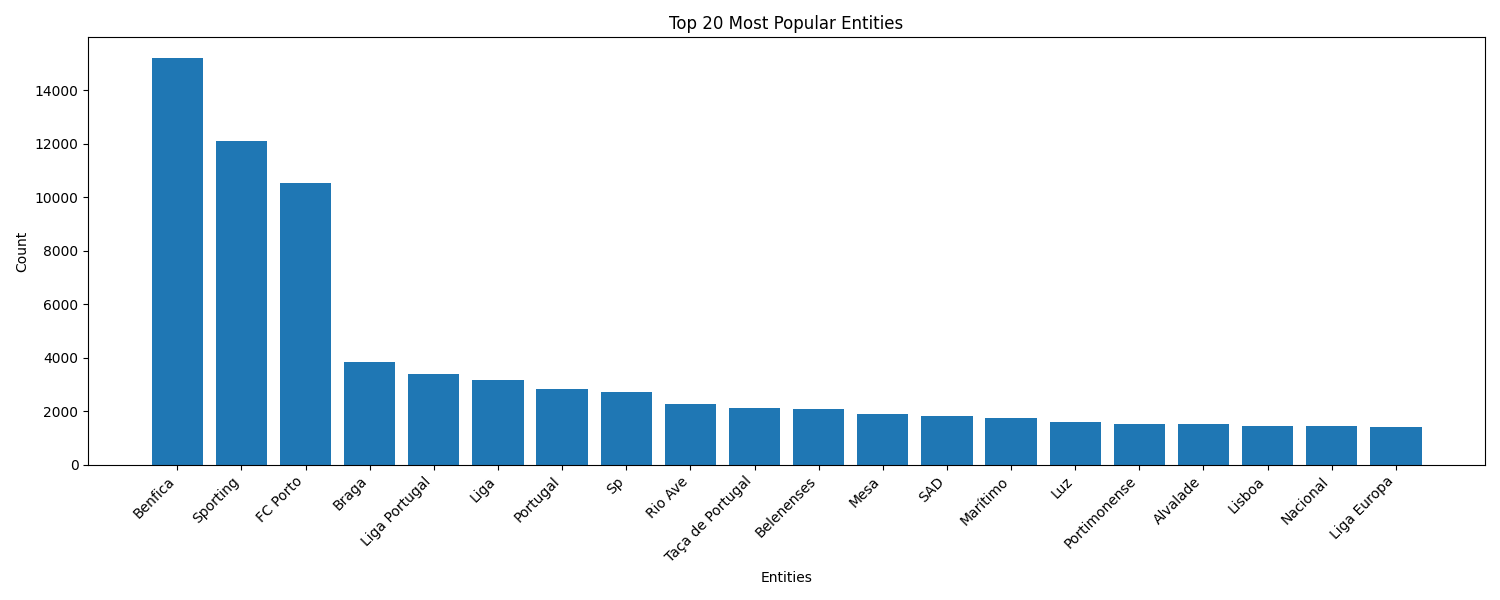 Top 20 Most Popular Entities
Count
14000
12000
10000
8000
6000
4000
2000
0
Benfica
Sporting
FC Porto
Braga
Liga Portugal
Liga
Portugal
Sp
Rio Ave
Taça de Portugal
Belenenses
Mesa
SAD
Marítimo
Luz
Portimonense
Alvalade
Lisboa
Nacional
Liga Europa
Entities